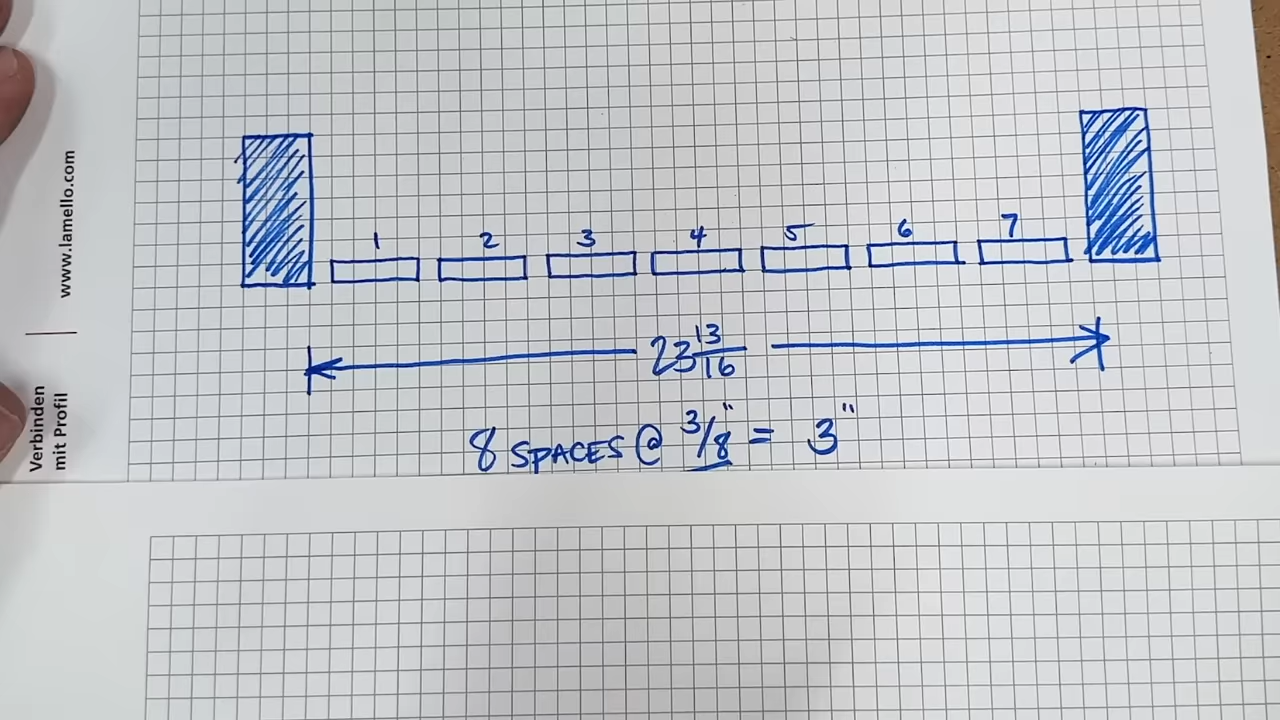 www.lamello.com
Verbinden
mit Profil
1 2 3 4 5 6 7
23 13/16
8 SPACES @ 3/8" = 3"